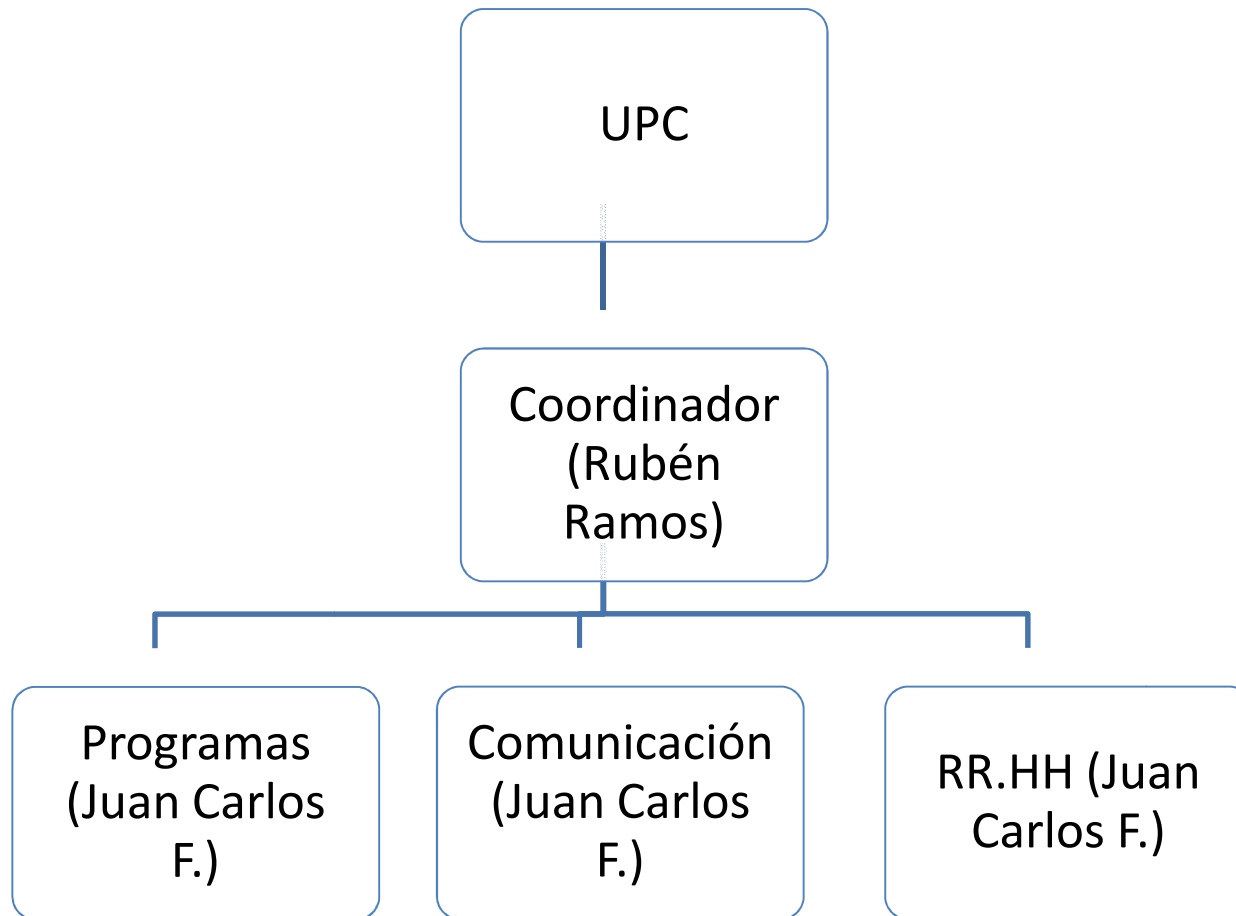 UPC
Coordinador
(Rubén
Ramos)
Programas
(Juan Carlos
F.)
Comunicación
(Juan Carlos
F.)
RR.HH (Juan
Carlos F.)